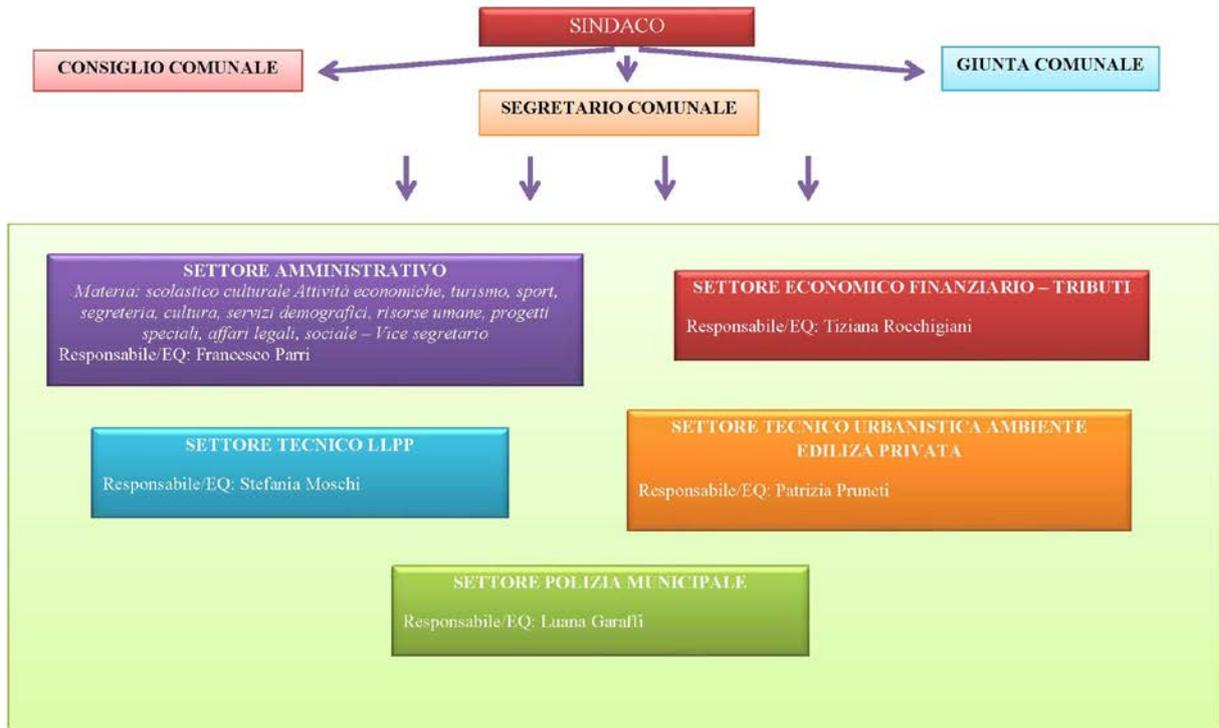 SINDACO
CONSIGLIO COMUNALE
GIUNTA COMUNALE
SEGRETARIO COMUNALE
SETTORE AMMINISTRATIVO
Materia: scolastico culturale Attività economiche, turismo, sport,
segreteria, cultura, servizi demografici, risorse umane, progetti
speciali, affari legali, sociale – Vice segretario
Responsabile/EQ: Francesco Parri
SETTORE ECONOMICO FINANZIARIO – TRIBUTI
Responsabile/EQ: Tiziana Rocchigiani
SETTORE TECNICO LLPP
Responsabile/EQ: Stefania Moschi
SETTORE TECNICO URBANISTICA AMBIENTE
EDILIZA PRIVATA
Responsabile/EQ: Patrizia Pruneti
SETTORE POLIZIA MUNICIPALE
Responsabile/EQ: Luana Garaffi